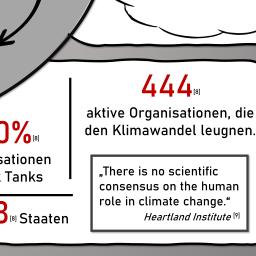 0%[8]
sationen
Tanks
8[8] Staaten
444[8]
aktive Organisationen, die
den Klimawandel leugnen.
„There is no scientific
consensus on the human
role in climate change.“
Heartland Institute [9]